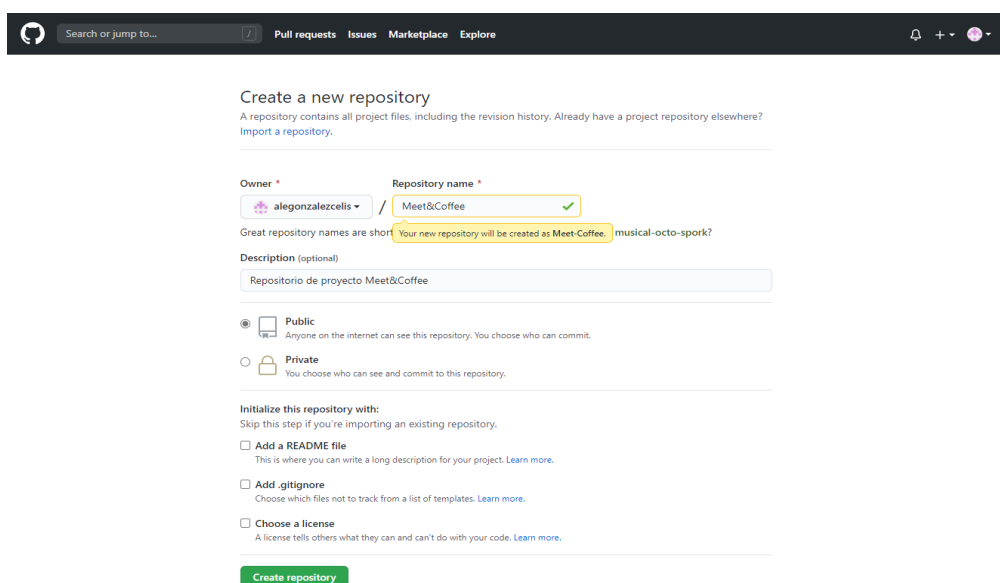 Search or jump to... / Pull requests Issues Marketplace Explore
Create a new repository
A repository contains all project files, including the revision history. Already have a project repository elsewhere?
Import a repository.
Owner * Repository name *
alegonzalezcelis / Meet&Coffee
Great repository names are short Your new repository will be created as Meet-Coffee. musical-octo-spork?
Description (optional)
Repositorio de proyecto Meet&Coffee
Public
Anyone on the internet can see this repository. You choose who can commit.
Private
You choose who can see and commit to this repository.
Initialize this repository with:
Skip this step if you're importing an existing repository.
Add a README file
This is where you can write a long description for your project. Learn more.
Add .gitignore
Choose which files not to track from a list of templates. Learn more.
Choose a license
A license tells others what they can and can't do with your code. Learn more.
Create repository